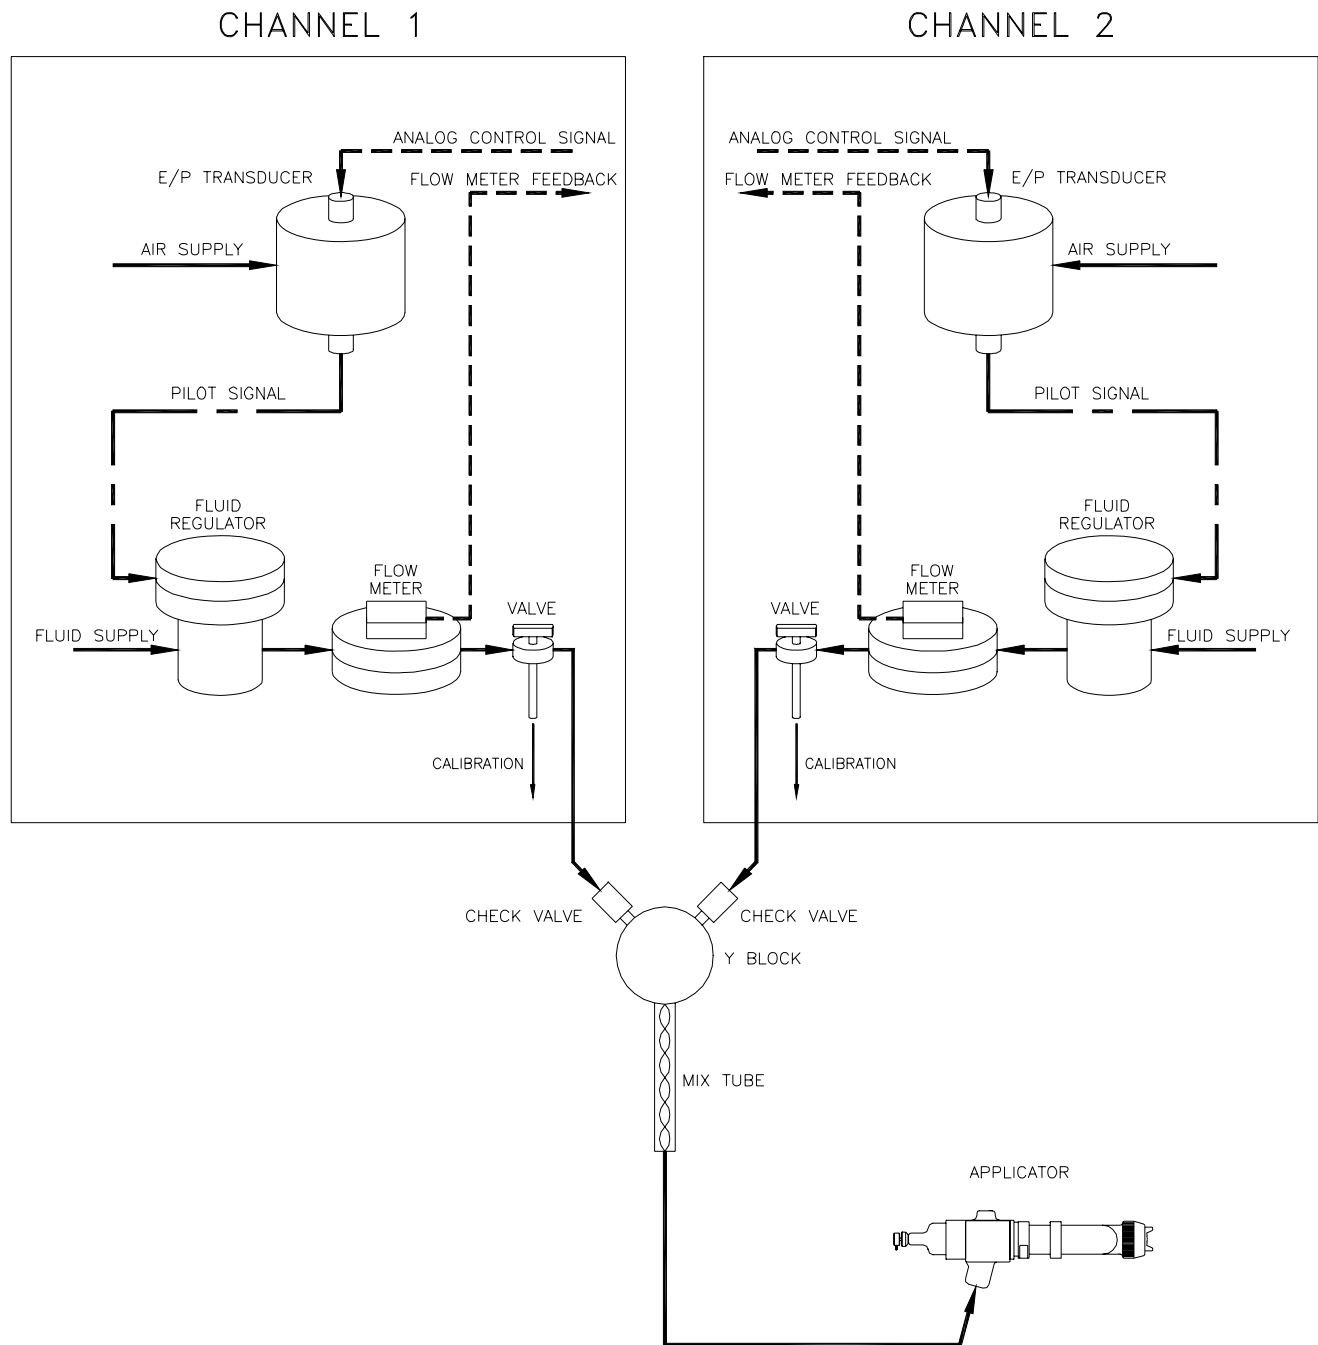 CHANNEL 1
CHANNEL 2
ANALOG CONTROL SIGNAL
E/P TRANSDUCER
FLOW METER FEEDBACK
AIR SUPPLY
PILOT SIGNAL
FLUID
REGULATOR
FLOW
METER
VALVE
FLUID SUPPLY
CALIBRATION
ANALOG CONTROL SIGNAL
FLOW METER FEEDBACK
E/P TRANSDUCER
AIR SUPPLY
PILOT SIGNAL
FLUID
REGULATOR
FLOW
METER
VALVE
FLUID SUPPLY
CALIBRATION
CHECK VALVE
CHECK VALVE
Y BLOCK
MIX TUBE
APPLICATOR